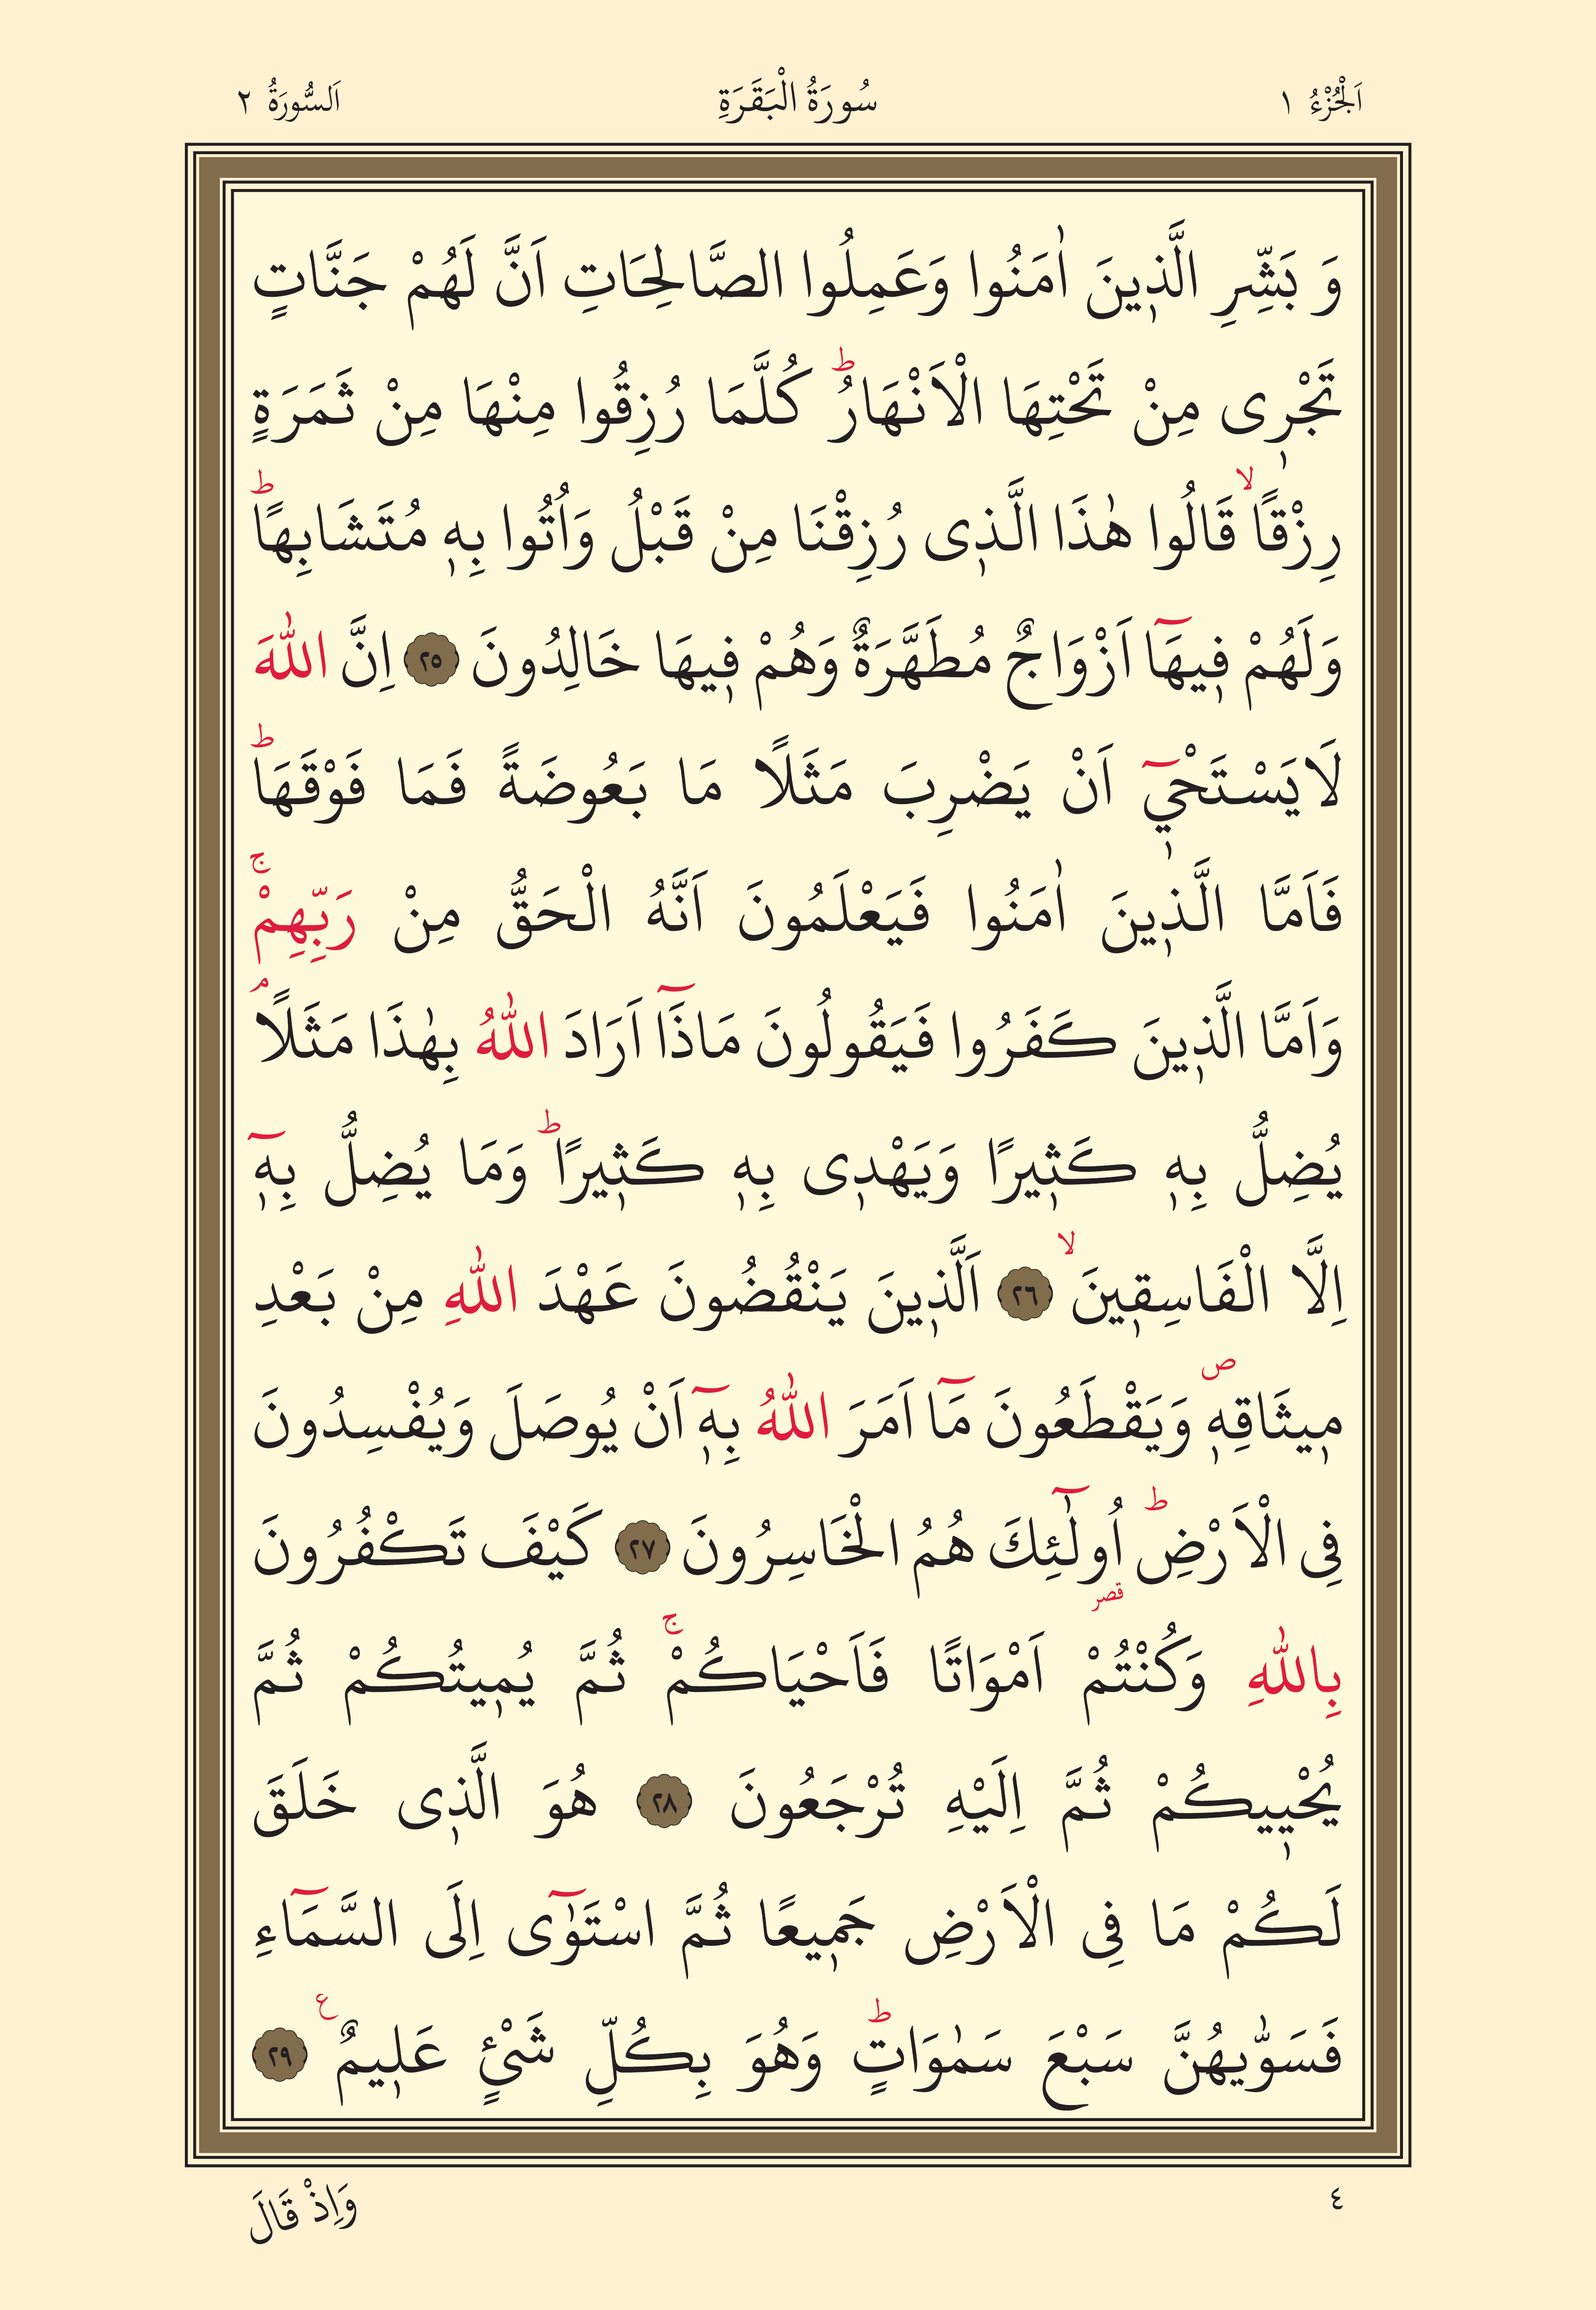 اَلْجُزْءُ ١ سُورَةُ الْبَقَرَةِ اَلسُّورَةُ ٢
وَ بَشِّرِ الَّذ۪ينَ اٰمَنُوا وَعَمِلُوا الصَّالِحَاتِ اَنَّ لَهُمْ جَنَّاتٍ
تَجْر۪ى مِنْ تَحْتِهَا الْاَنْهَارُۜ كُلَّمَا رُزِقُوا مِنْهَا مِنْ ثَمَرَةٍ
رِزْقًاۙ قَالُوا هٰذَا الَّذ۪ى رُزِقْنَا مِنْ قَبْلُ وَاُتُوا بِه۪ مُتَشَابِهًاۜ
وَلَهُمْ ف۪يهَٓا اَزْوَاجٌ مُطَهَّرَةٌ وَهُمْ ف۪يهَا خَالِدُونَ ﴿٢٥﴾ اِنَّ اللّٰهَ
لَا يَسْتَحْي۪ٓ اَنْ يَضْرِبَ مَثَلًا مَا بَعُوضَةً فَمَا فَوْقَهَاۜ
فَاَمَّا الَّذ۪ينَ اٰمَنُوا فَيَعْلَمُونَ اَنَّهُ الْحَقُّ مِنْ رَبِّهِمْۚ
وَاَمَّا الَّذ۪ينَ كَفَرُوا فَيَقُولُونَ مَاذَٓا اَرَادَ اللّٰهُ بِهٰذَا مَثَلًاۢ
يُضِلُّ بِه۪ كَث۪يرًا وَيَهْد۪ى بِه۪ كَث۪يرًاۜ وَمَا يُضِلُّ بِه۪ٓ
اِلَّا الْفَاسِق۪ينَۙ ﴿٢٦﴾ اَلَّذ۪ينَ يَنْقُضُونَ عَهْدَ اللّٰهِ مِنْ بَعْدِ
م۪يثَاقِه۪ۖ وَيَقْطَعُونَ مَٓا اَمَرَ اللّٰهُ بِه۪ٓ اَنْ يُوصَلَ وَيُفْسِدُونَ
فِى الْاَرْضِۜ اُولٰٓئِكَ هُمُ الْخَاسِرُونَ ﴿٢٧﴾ كَيْفَ تَكْفُرُونَ
قصر
بِاللّٰهِ وَكُنْتُمْ اَمْوَاتًا فَاَحْيَاكُمْۚ ثُمَّ يُم۪يتُكُمْ ثُمَّ
يُحْي۪يكُمْ ثُمَّ اِلَيْهِ تُرْجَعُونَ ﴿٢٨﴾ هُوَ الَّذ۪ى خَلَقَ
لَكُمْ مَا فِى الْاَرْضِ جَم۪يعًا ثُمَّ اسْتَوٰٓى اِلَى السَّمَٓاءِ
فَسَوّٰيهُنَّ سَبْعَ سَمٰوَاتٍۜ وَهُوَ بِكُلِّ شَيْئٍ عَل۪يمٌ ع ﴿٢٩﴾
٤ وَاِذْ قَالَ